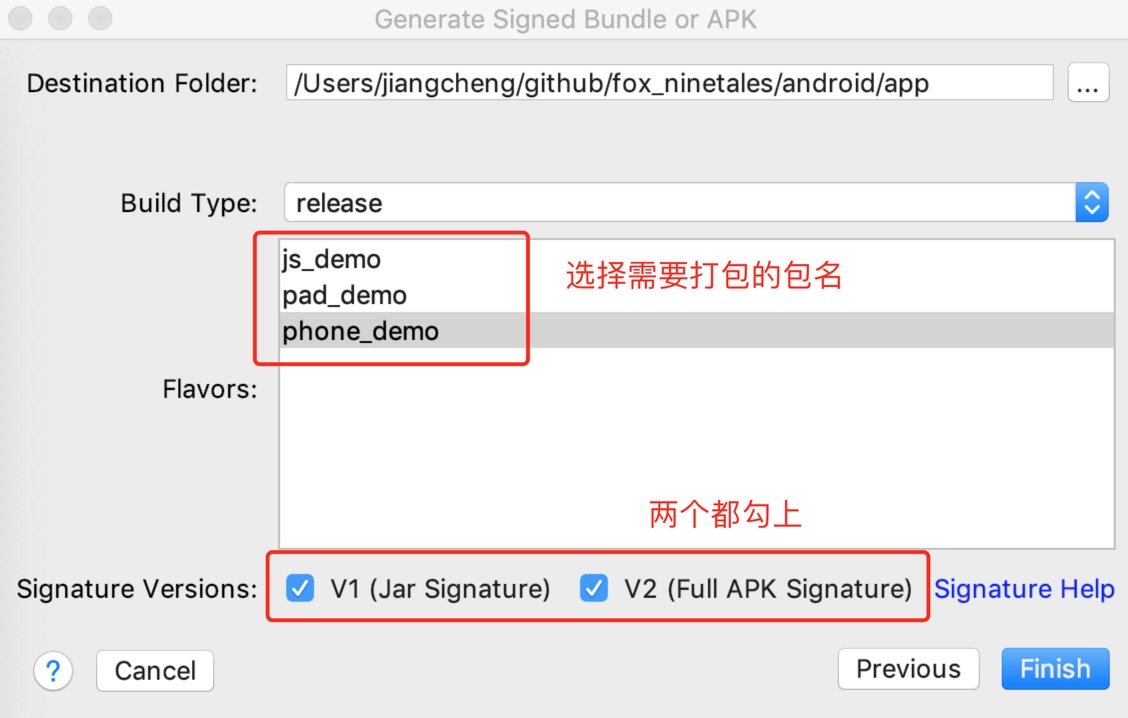 Generate Signed Bundle or APK
Destination Folder: /Users/jiangcheng/github/fox_ninetales/android/app ...
Build Type: release
js_demo 选择需要打包的包名
pad_demo
phone_demo
Flavors:
两个都勾上
Signature Versions: V1 (Jar Signature) V2 (Full APK Signature) Signature Help
? Cancel Previous Finish